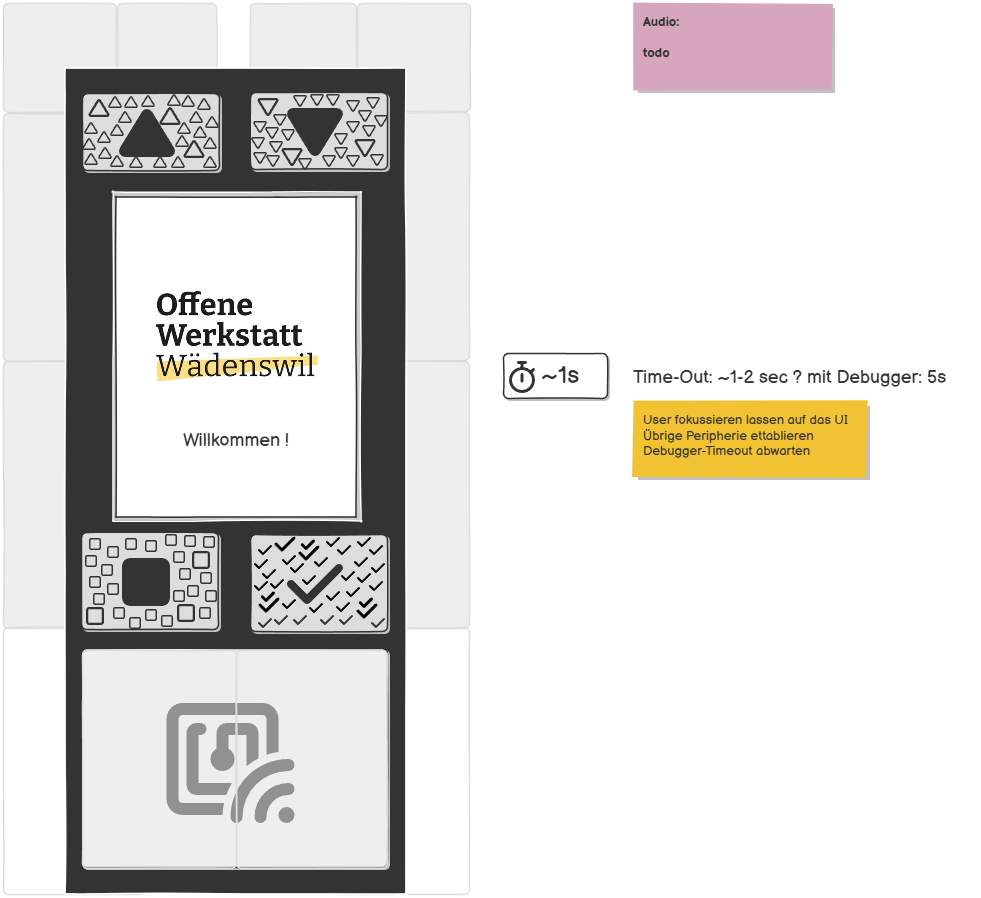 Audio:
todo
Offene
Werkstatt
Wädenswil
Willkommen !
~1s
Time-Out: ~1-2 sec ? mit Debugger: 5s
User fokussieren lassen auf das UI
Übrige Peripherie ettablieren
Debugger-Timeout abwarten